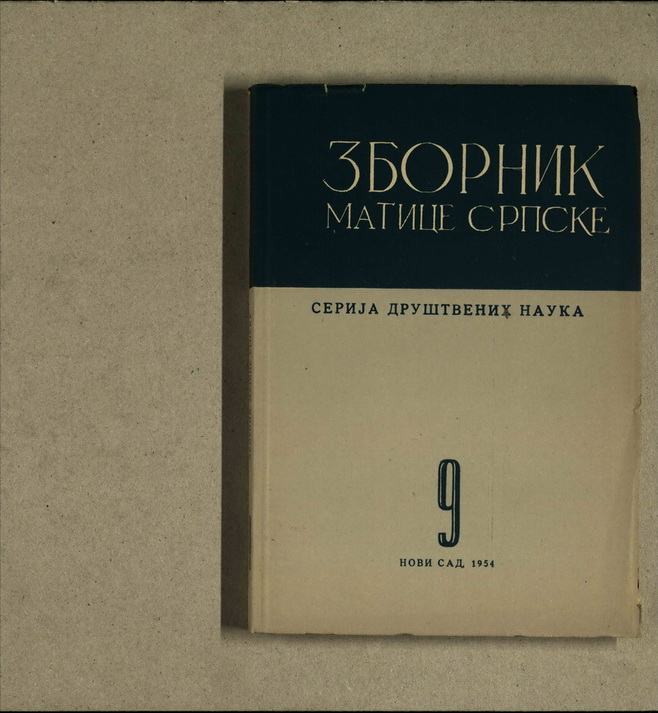 ЗБОРНИК
МАТИЦЕ СРПСКЕ
СЕРИЈА ДРУШТВЕНИХ НАУКА
9
НОВИ САД, 1954